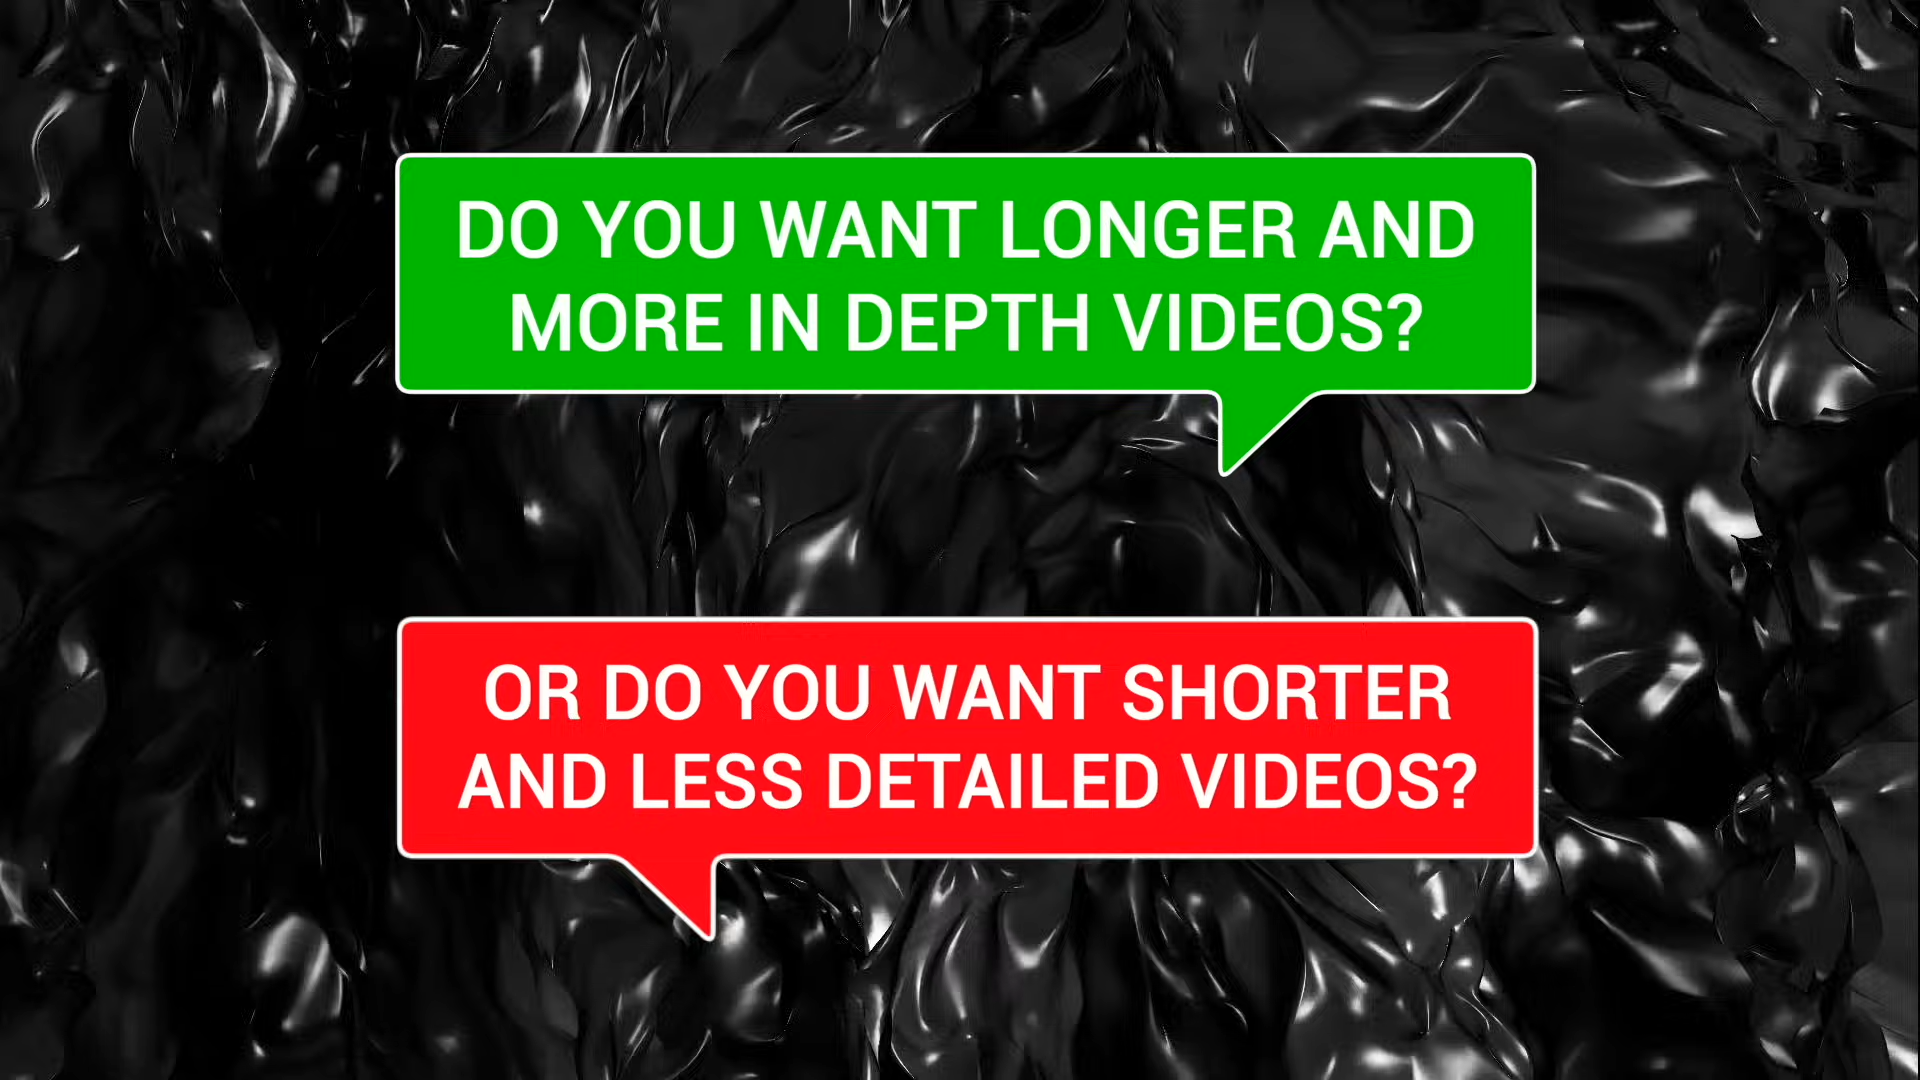 DO YOU WANT LONGER AND
MORE IN DEPTH VIDEOS?
OR DO YOU WANT SHORTER
AND LESS DETAILED VIDEOS?